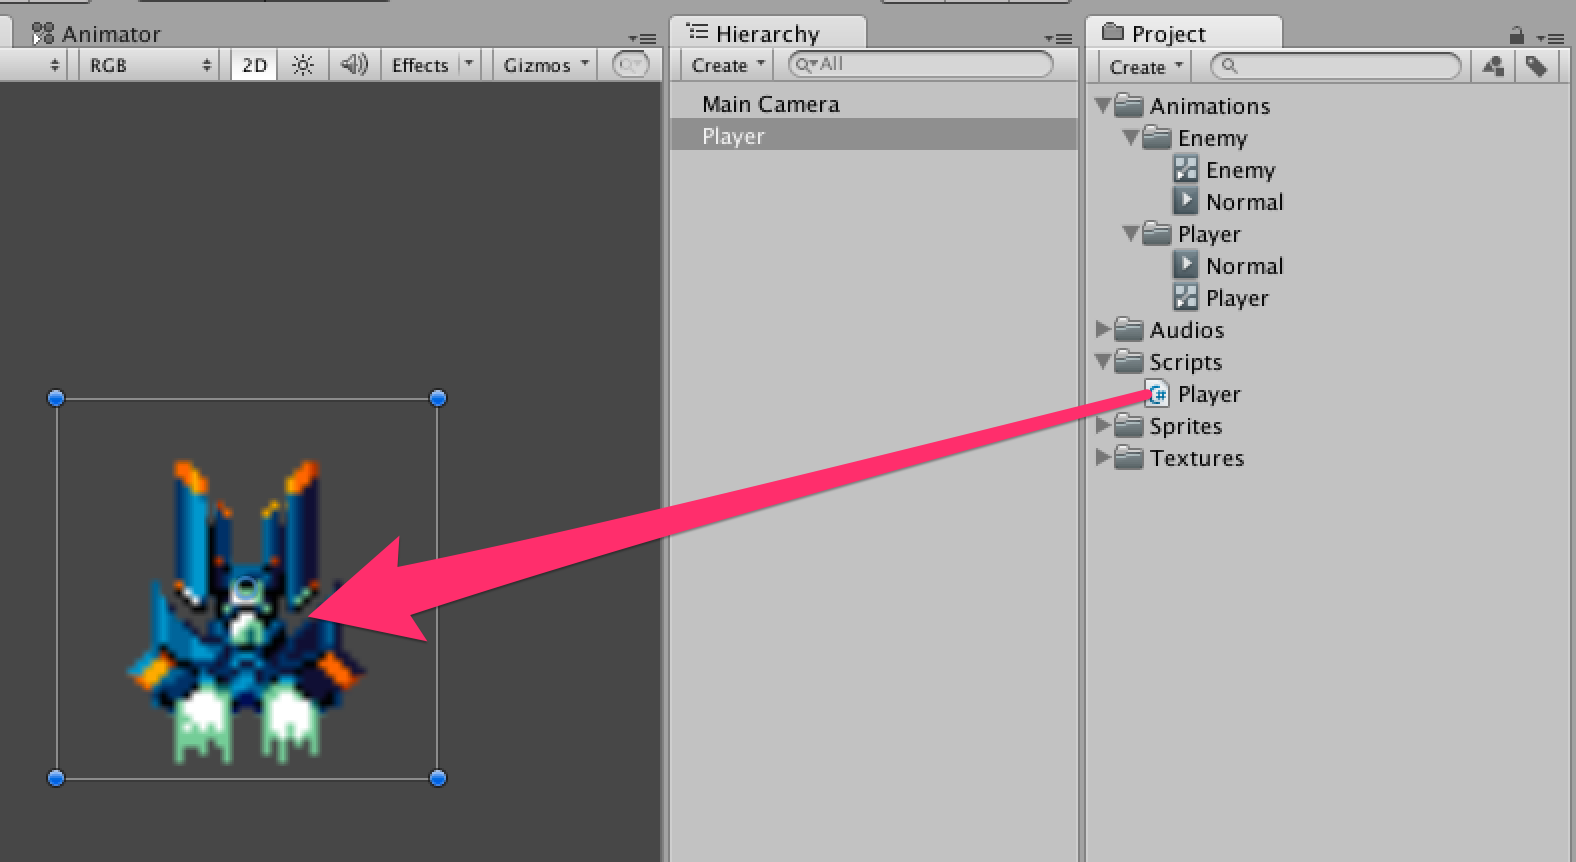 Animator
RGB
2D
Effects
Gizmos
Hierarchy
Create
All
Main Camera
Player
Project
Create
Animations
Enemy
Enemy
Normal
Player
Normal
Player
Audios
Scripts
C# Player
Sprites
Textures